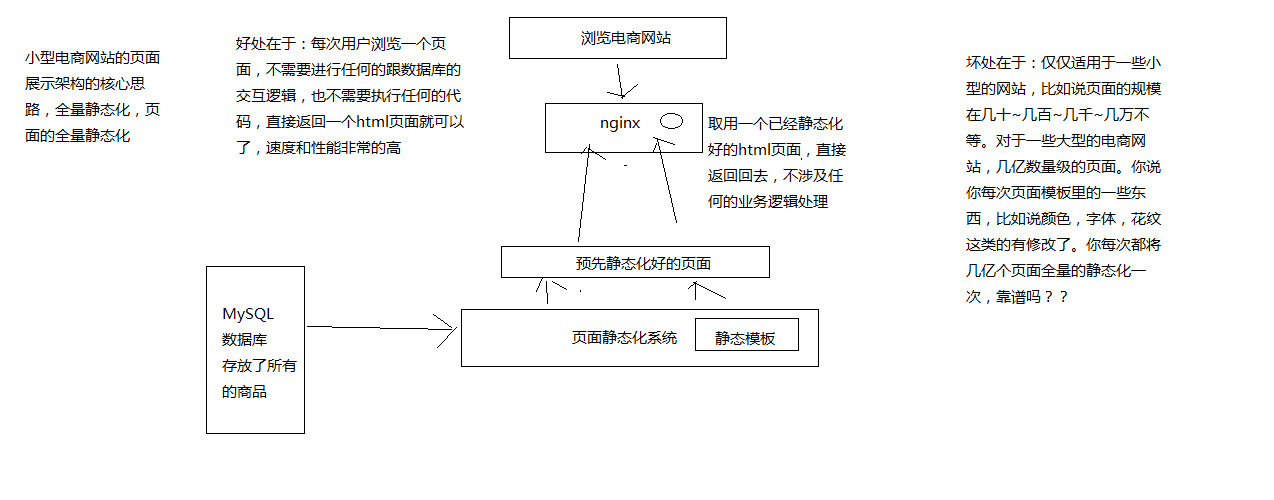 小型电商网站的页面
展示架构的核心思
路，全量静态化，页
面的全量静态化
好处在于：每次用户浏览一个页
面，不需要进行任何的跟数据库的
交互逻辑，也不需要执行任何的代
码，直接返回一个html页面就可以
了，速度和性能非常的高
浏览电商网站
nginx
取用一个已经静态化
好的html页面，直接
返回回去，不涉及任
何的业务逻辑处理
坏处在于：仅仅适用于一些小
型的网站，比如说页面的规模
在几十~几百~几千~几万不
等。对于一些大型的电商网
站，几亿数量级的页面。你说
你每次页面模板里的一些东
西，比如说颜色，字体，花纹
这类的有修改了。你每次都将
几亿个页面全量的静态化一
次，靠谱吗？？
预先静态化好的页面
MySQL
数据库
存放了所有
的商品
页面静态化系统
静态模板